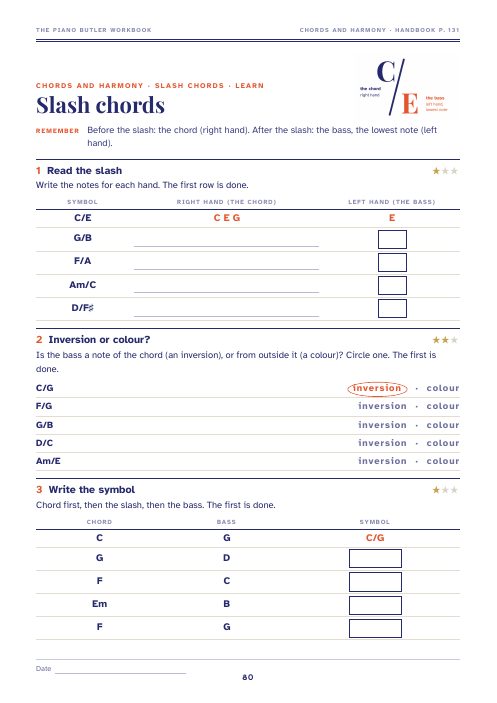 THE PIANO BUTLER WORKBOOK
CHORDS AND HARMONY · HANDBOOK P. 131
CHORDS AND HARMONY · SLASH CHORDS · LEARN
Slash chords
C/E
the chord
right hand
the bass
left hand,
lowest note
REMEMBER Before the slash: the chord (right hand). After the slash: the bass, the lowest note (left
hand).
1 Read the slash ★★★
Write the notes for each hand. The first row is done.
SYMBOL RIGHT HAND (THE CHORD) LEFT HAND (THE BASS)
C/E C E G E
G/B
F/A
Am/C
D/F♯
2 Inversion or colour? ★★★
Is the bass a note of the chord (an inversion), or from outside it (a colour)? Circle one. The first is
done.
C/G inversion · colour
F/G inversion · colour
G/B inversion · colour
D/C inversion · colour
Am/E inversion · colour
3 Write the symbol ★★★
Chord first, then the slash, then the bass. The first is done.
CHORD BASS SYMBOL
C G C/G
G D
F C
Em B
F G
Date
80